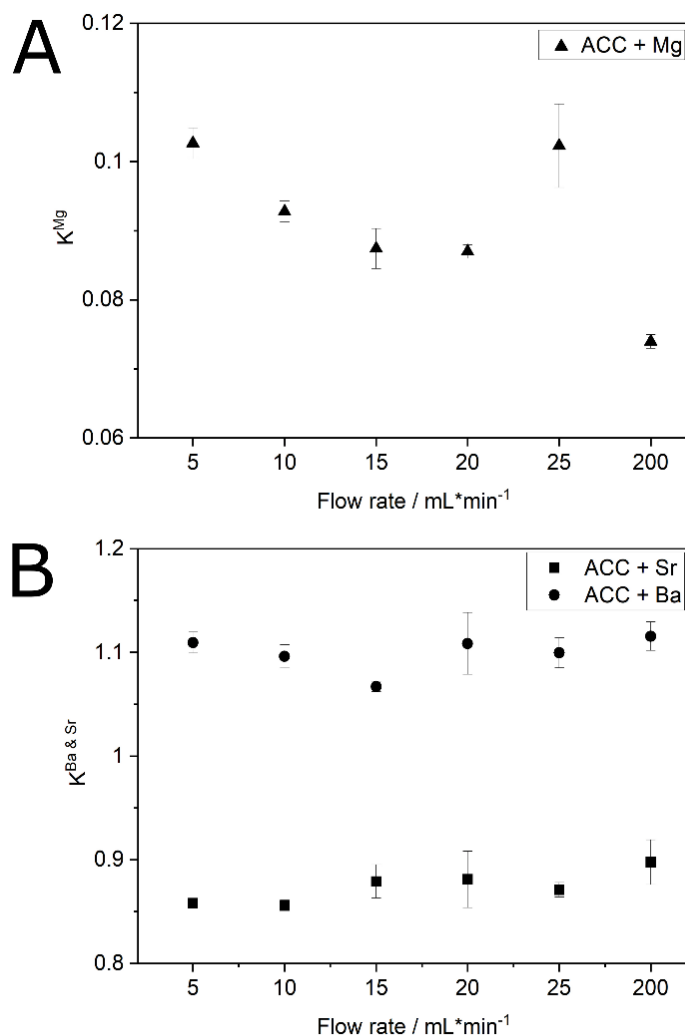 A
0.12
ACC + Mg
0.1
K^Mg
0.08
0.06
5 10 15 20 25 200
Flow rate / mL*min⁻¹
B
1.2
ACC + Sr
ACC + Ba
1.1
K^Ba & Sr
1
0.9
0.8
5 10 15 20 25 200
Flow rate / mL*min⁻¹